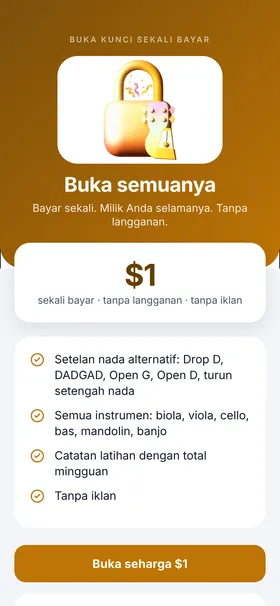 BUKA KUNCI SEKALI BAYAR
Buka semuanya
Bayar sekali. Milik Anda selamanya. Tanpa
langganan.
$1
sekali bayar · tanpa langganan · tanpa iklan
Setelan nada alternatif: Drop D,
DADGAD, Open G, Open D, turun
setengah nada
Semua instrumen: biola, viola, cello,
bas, mandolin, banjo
Catatan latihan dengan total
mingguan
Tanpa iklan
Buka seharga $1